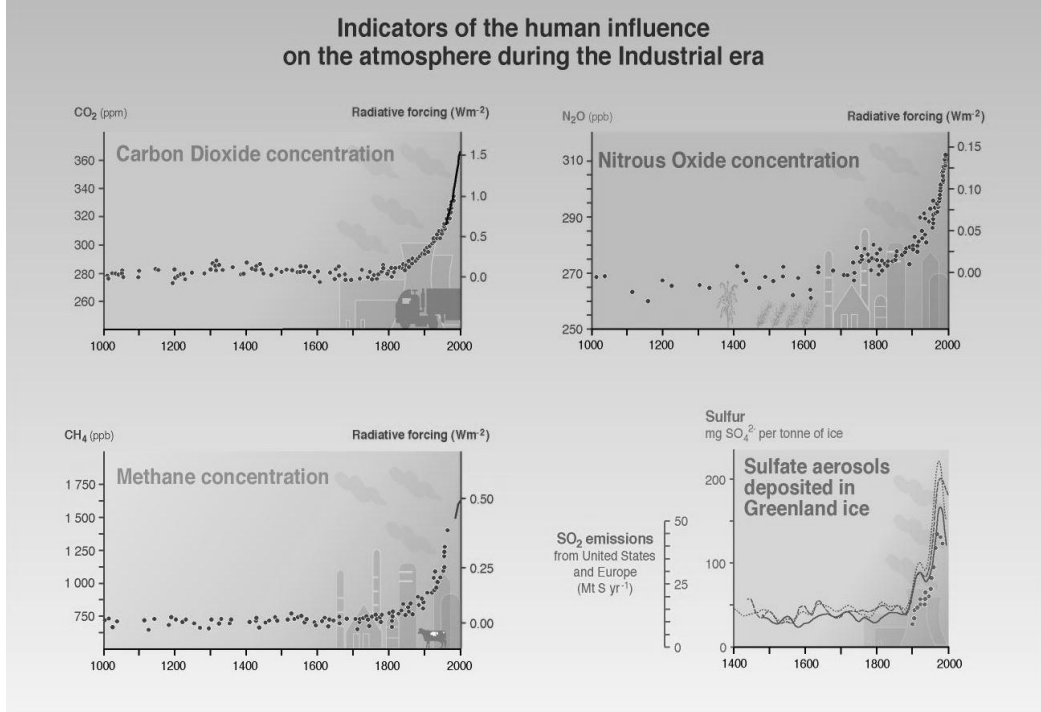 Indicators of the human influence
on the atmosphere during the Industrial era
CO₂ (ppm)
Radiative forcing (Wm⁻²)
Carbon Dioxide concentration
360
340
320
300
280
260
1.5
1.0
0.5
0.0
1000 1200 1400 1600 1800 2000
N₂O (ppb)
Radiative forcing (Wm⁻²)
Nitrous Oxide concentration
310
290
270
250
0.15
0.10
0.05
0.00
1000 1200 1400 1600 1800 2000
CH₄ (ppb)
Radiative forcing (Wm⁻²)
Methane concentration
1 750
1 500
1 250
1 000
750
0.50
0.25
0.00
1000 1200 1400 1600 1800 2000
Sulfur
mg SO₄²⁻ per tonne of ice
Sulfate aerosols
deposited in
Greenland ice
200
100
0
SO₂ emissions
from United States
and Europe
(Mt S yr⁻¹)
50
25
0
1400 1600 1800 2000